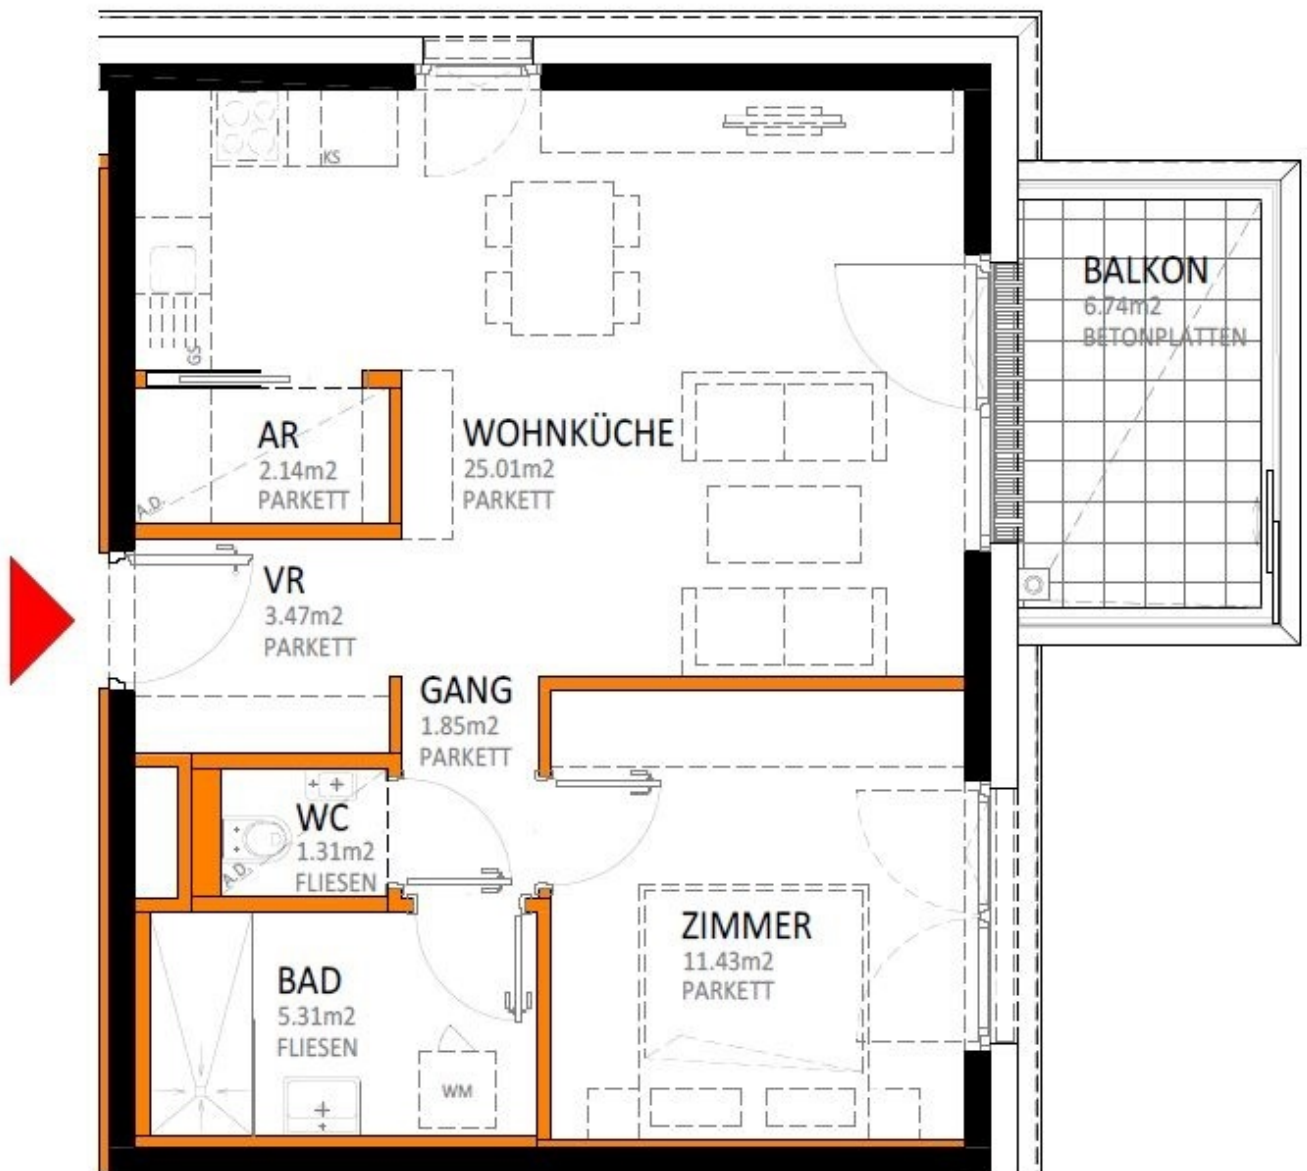 KS
BALKON
6.74m2
BETONPLATTEN
GS
AR
2.14m2
PARKETT
A.D.
WOHNKÜCHE
25.01m2
PARKETT
VR
3.47m2
PARKETT
GANG
1.85m2
PARKETT
WC
1.31m2
FLIESEN
A.D.
ZIMMER
11.43m2
PARKETT
BAD
5.31m2
FLIESEN
WM